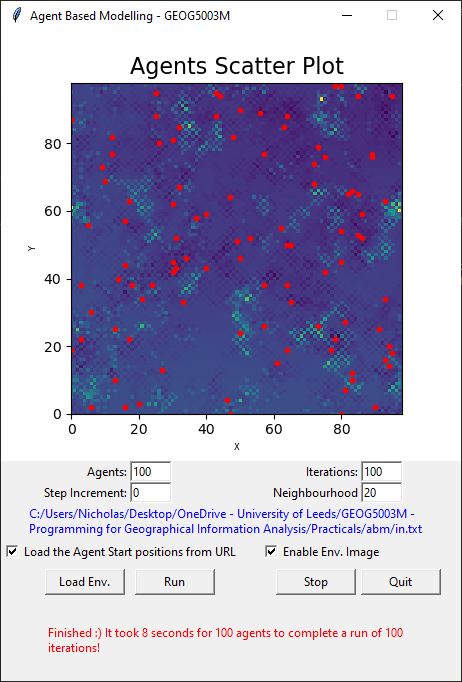 Agent Based Modelling - GEOG5003M
Agents Scatter Plot
80
60
40
20
0
Y
0 20 40 60 80
X
Agents: 100 Iterations: 100
Step Increment: 0 Neighbourhood 20
C:/Users/Nicholas/Desktop/OneDrive - University of Leeds/GEOG5003M -
Programming for Geographical Information Analysis/Practicals/abm/in.txt
Load the Agent Start positions from URL Enable Env. Image
Load Env. Run Stop Quit
Finished :) It took 8 seconds for 100 agents to complete a run of 100
iterations!